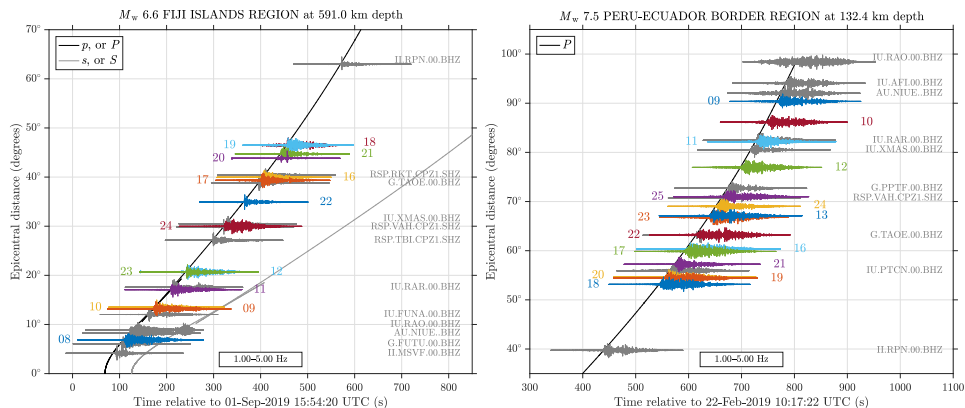 Mw 6.6 FIJI ISLANDS REGION at 591.0 km depth
p, or P
s, or S
70°
60°
50°
40°
30°
20°
10°
0°
Epicentral distance (degrees)
II.RPN.00.BHZ
19
18
21
20
RSP.RKT.CPZ1.SHZ
17
16
G.TAOE.00.BHZ
22
IU.XMAS.00.BHZ
24
RSP.VAH.CPZ1.SHZ
RSP.TBI.CPZ1.SHZ
23
12
11
IU.RAR.00.BHZ
10
09
IU.FUNA.00.BHZ
IU.RAO.00.BHZ
AU.NIUE..BHZ
08
G.FUTU.00.BHZ
II.MSVF.00.BHZ
1.00–5.00 Hz
0 100 200 300 400 500 600 700 800
Time relative to 01-Sep-2019 15:54:20 UTC (s)
Mw 7.5 PERU-ECUADOR BORDER REGION at 132.4 km depth
P
100°
90°
80°
70°
60°
50°
40°
Epicentral distance (degrees)
IU.RAO.00.BHZ
IU.AFI.00.BHZ
AU.NIUE..BHZ
09
10
11
IU.RAR.00.BHZ
IU.XMAS.00.BHZ
12
G.PPTF.00.BHZ
25
RSP.VAH.CPZ1.SHZ
24
23
13
22
G.TAOE.00.BHZ
16
17
21
IU.PTCN.00.BHZ
20
19
18
II.RPN.00.BHZ
1.00–5.00 Hz
300 400 500 600 700 800 900 1000 1100
Time relative to 22-Feb-2019 10:17:22 UTC (s)